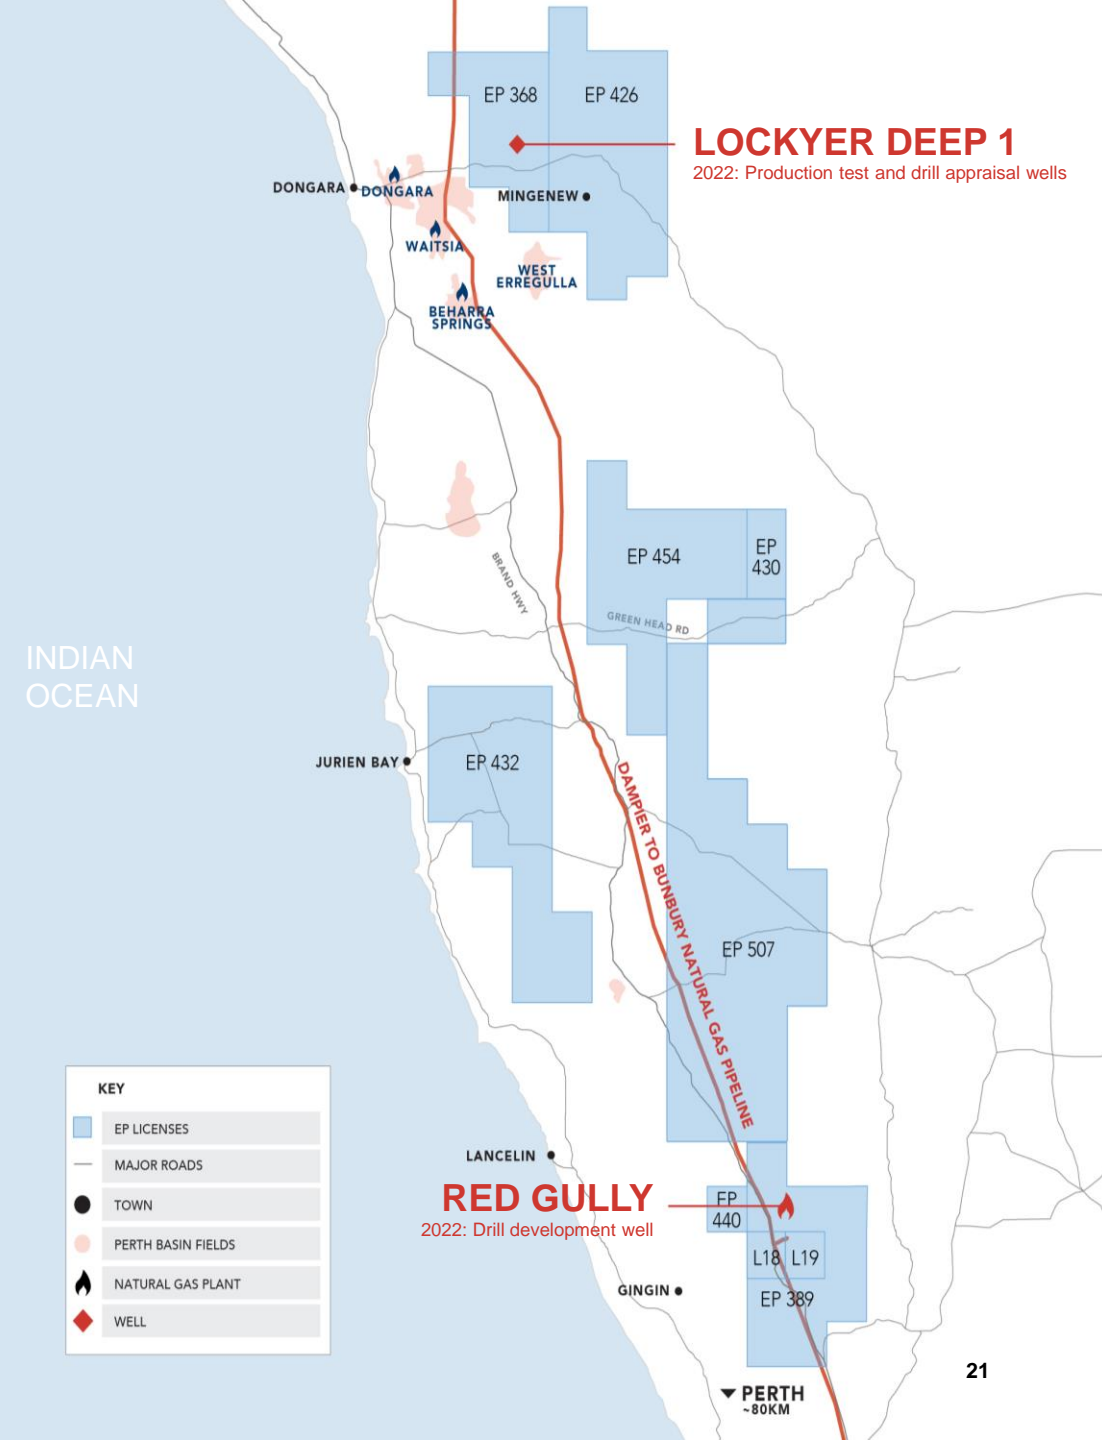 EP 368
EP 426
LOCKYER DEEP 1
2022: Production test and drill appraisal wells
DONGARA
DONGARA
MINGENEW
WAITSIA
WEST
ERREGULLA
BEHARRA
SPRINGS
EP 454
EP
430
BRAND HWY
GREEN HEAD RD
INDIAN
OCEAN
JURIEN BAY
EP 432
DAMPIER TO BUNBURY NATURAL GAS PIPELINE
EP 507
KEY
EP LICENSES
MAJOR ROADS
TOWN
PERTH BASIN FIELDS
NATURAL GAS PLANT
WELL
LANCELIN
RED GULLY
2022: Drill development well
EP
440
L18
L19
GINGIN
EP 389
21
PERTH
~80KM